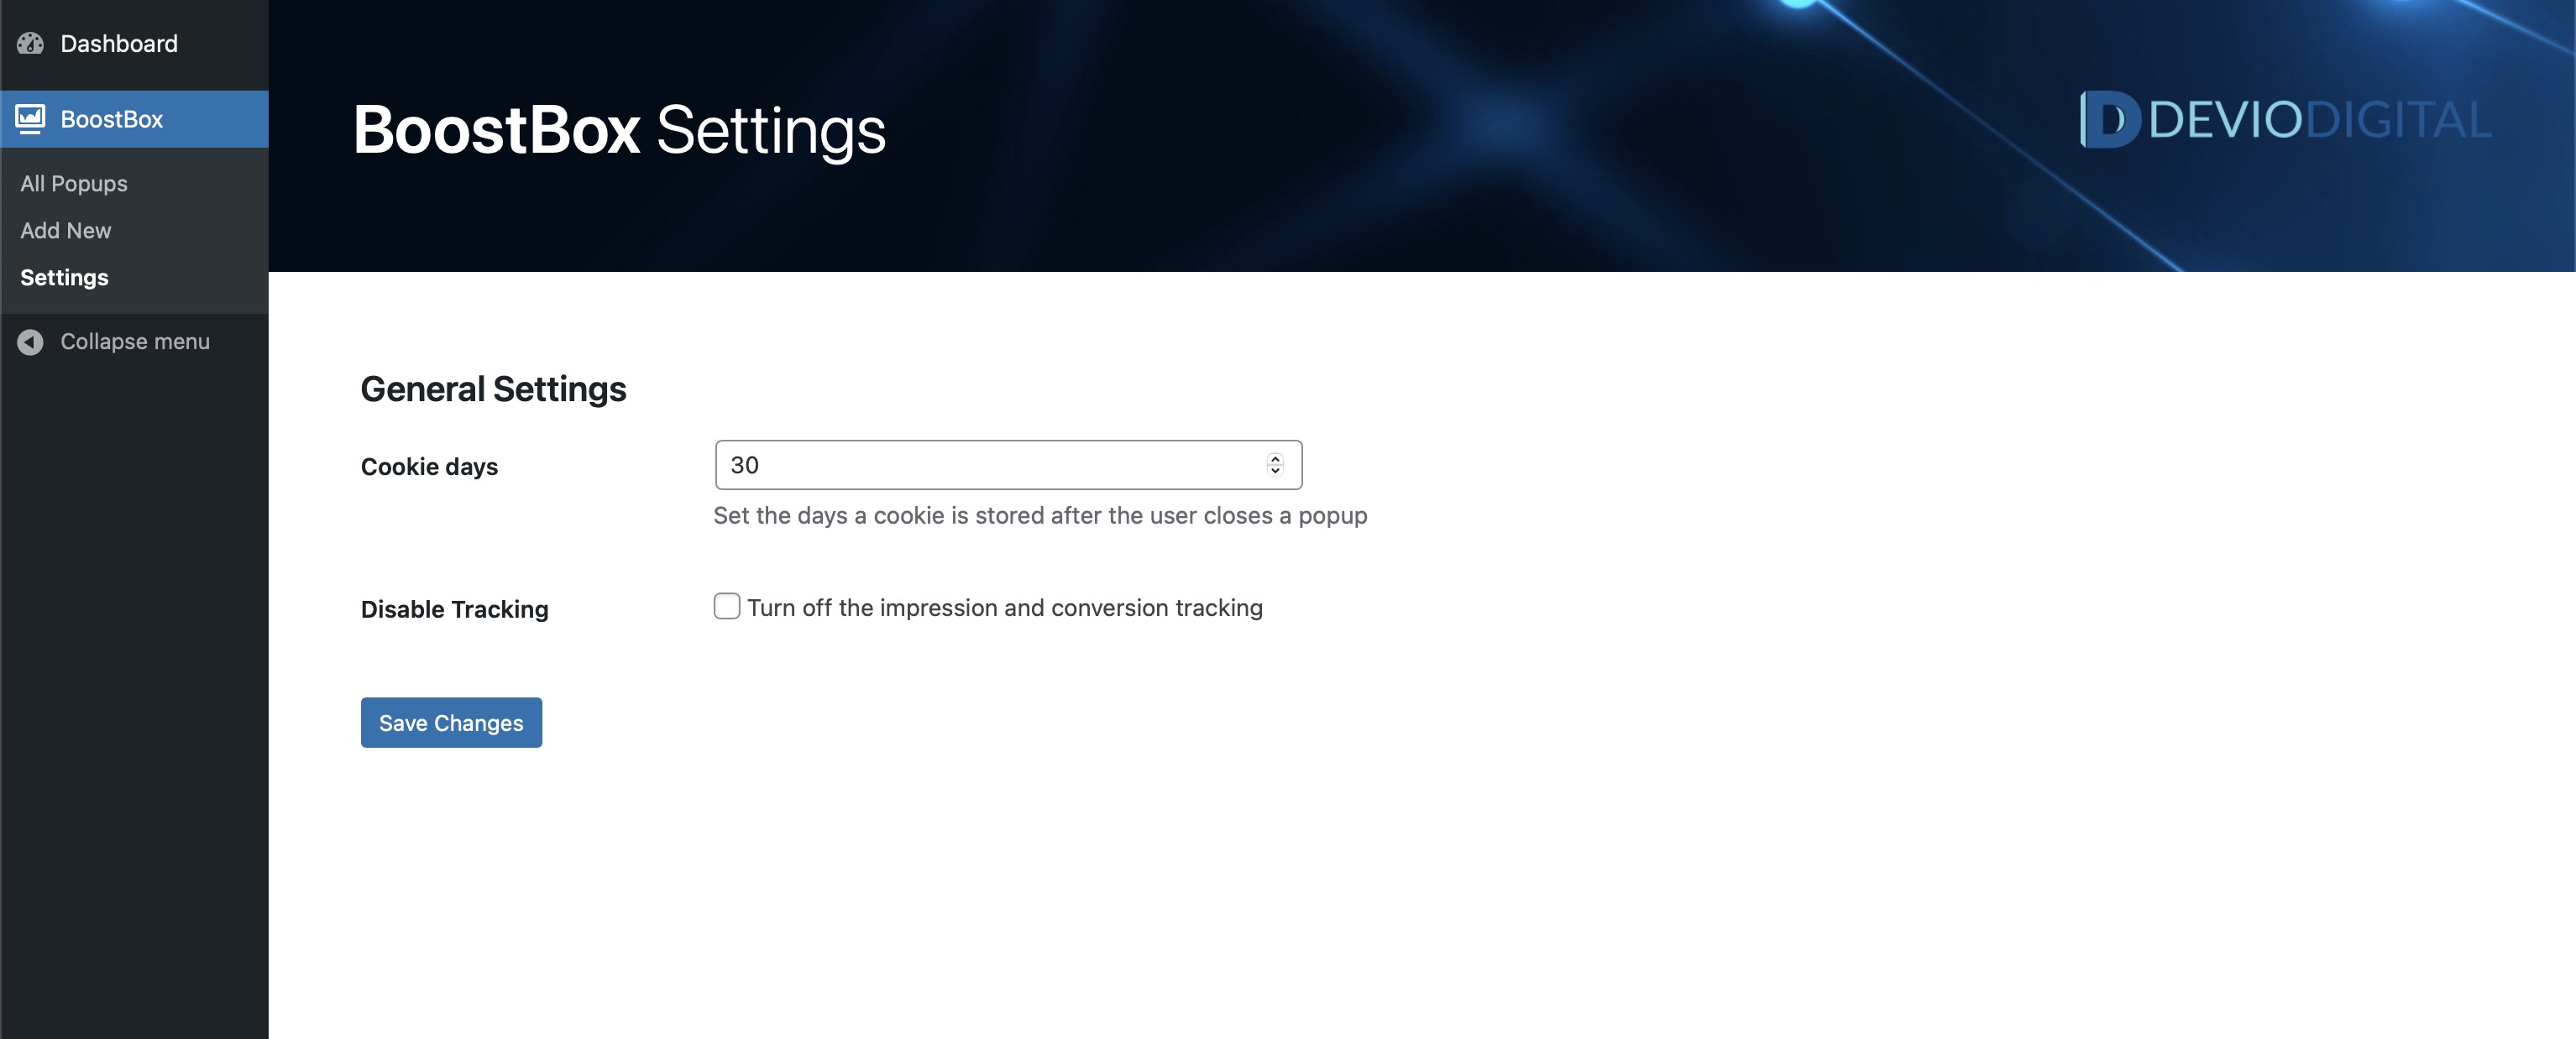 Dashboard
BoostBox
All Popups
Add New
Settings
Collapse menu
BoostBox Settings
DEVIODIGITAL
General Settings
Cookie days
30
Set the days a cookie is stored after the user closes a popup
Disable Tracking
Turn off the impression and conversion tracking
Save Changes